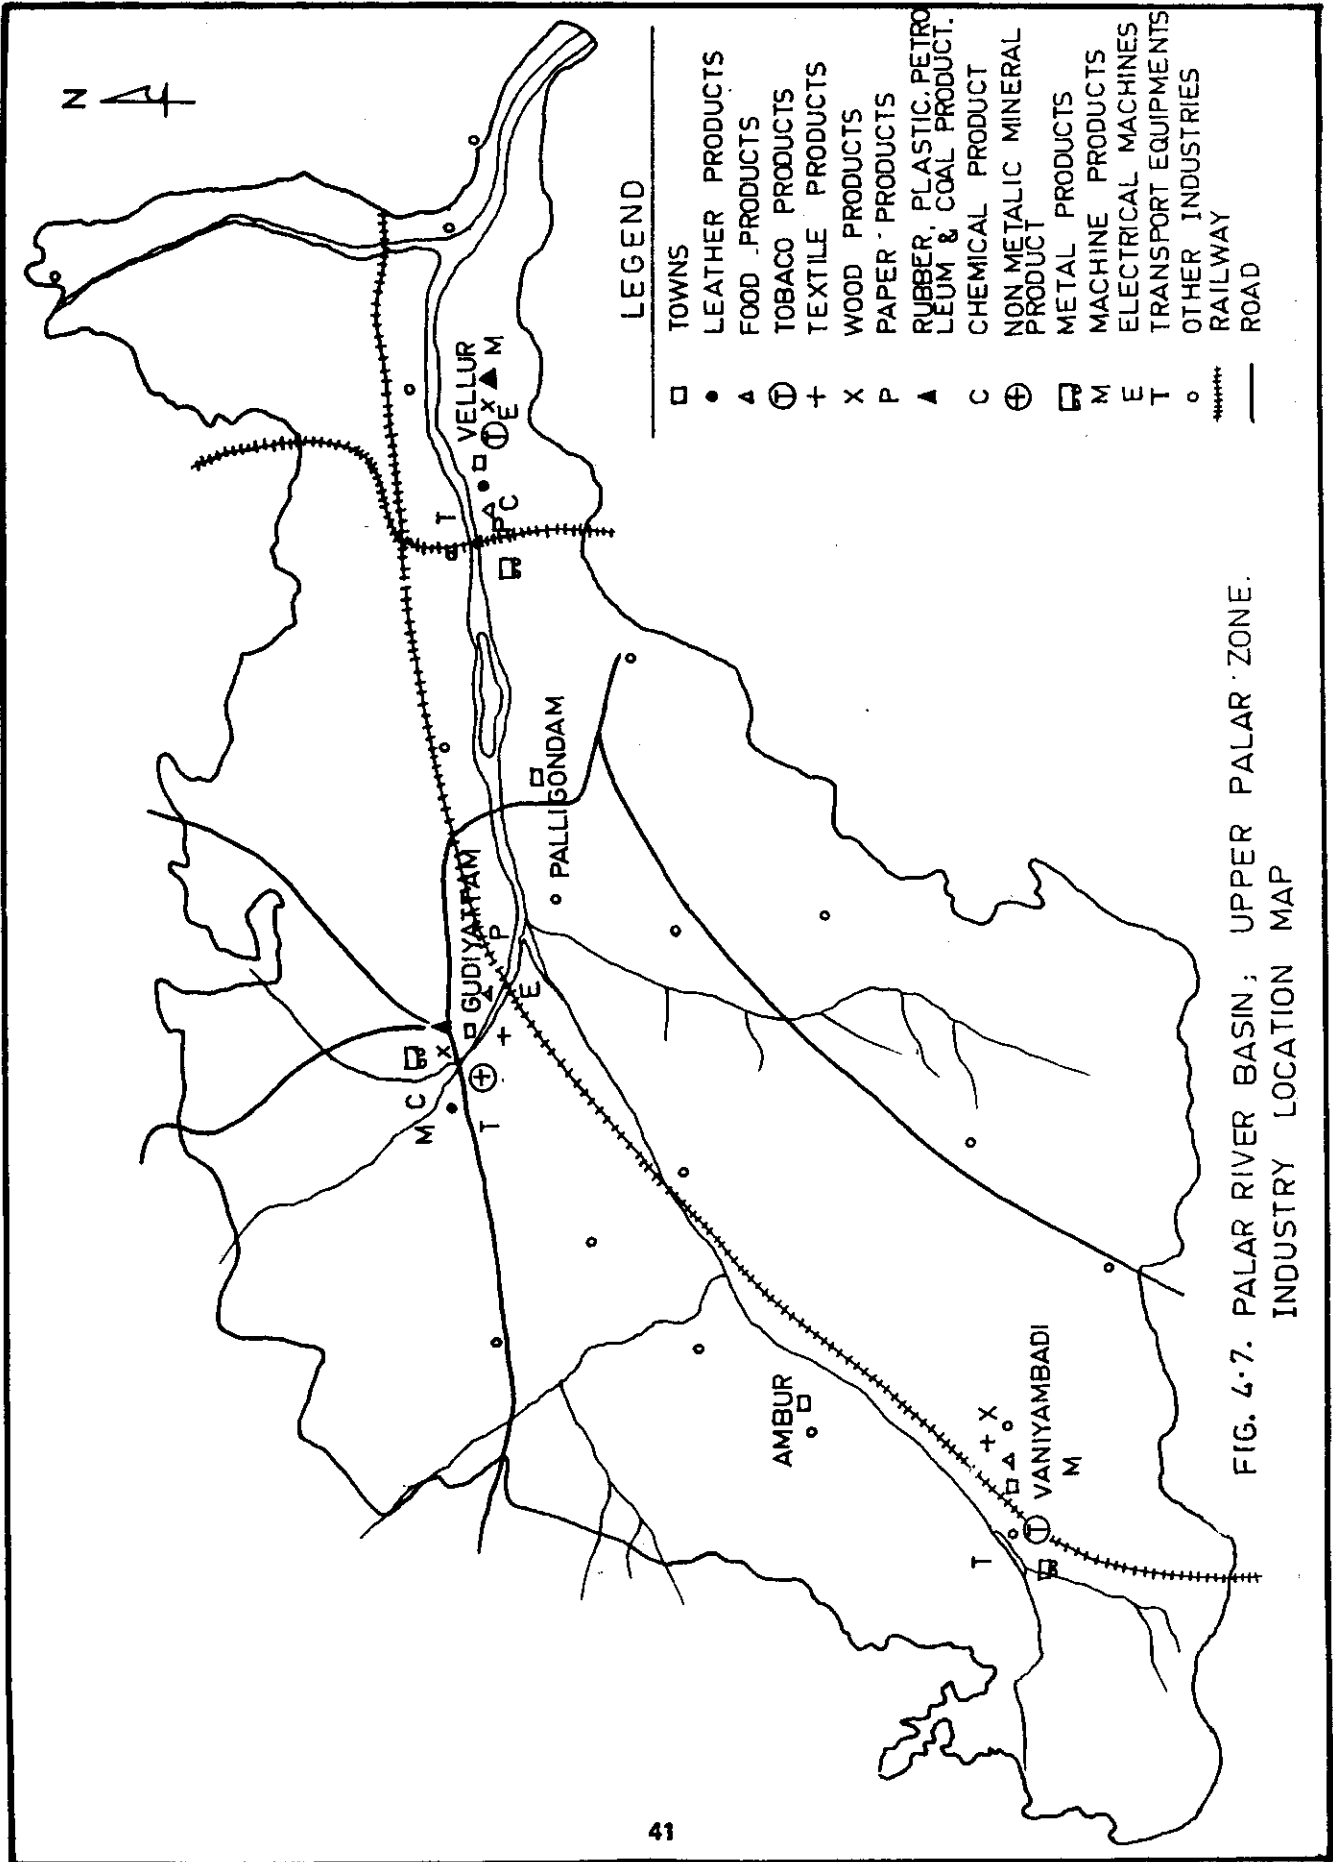 N
VELLUR
T
x
M
T
E
C
P
PALLIGONDAM
GUDIYATTAM
P
E
x
+
M C
T
AMBUR
+ X
VANIYAMBADI
M
T
T
LEGEND
TOWNS
LEATHER PRODUCTS
FOOD PRODUCTS
T TOBACO PRODUCTS
+ TEXTILE PRODUCTS
X WOOD PRODUCTS
P PAPER PRODUCTS
RUBBER, PLASTIC, PETRO
LEUM & COAL PRODUCT.
C CHEMICAL PRODUCT
NON METALIC MINERAL
PRODUCT
METAL PRODUCTS
M MACHINE PRODUCTS
E ELECTRICAL MACHINES
T TRANSPORT EQUIPMENTS
OTHER INDUSTRIES
RAILWAY
ROAD
FIG. 4.7. PALAR RIVER BASIN; UPPER PALAR ZONE.
INDUSTRY LOCATION MAP
41